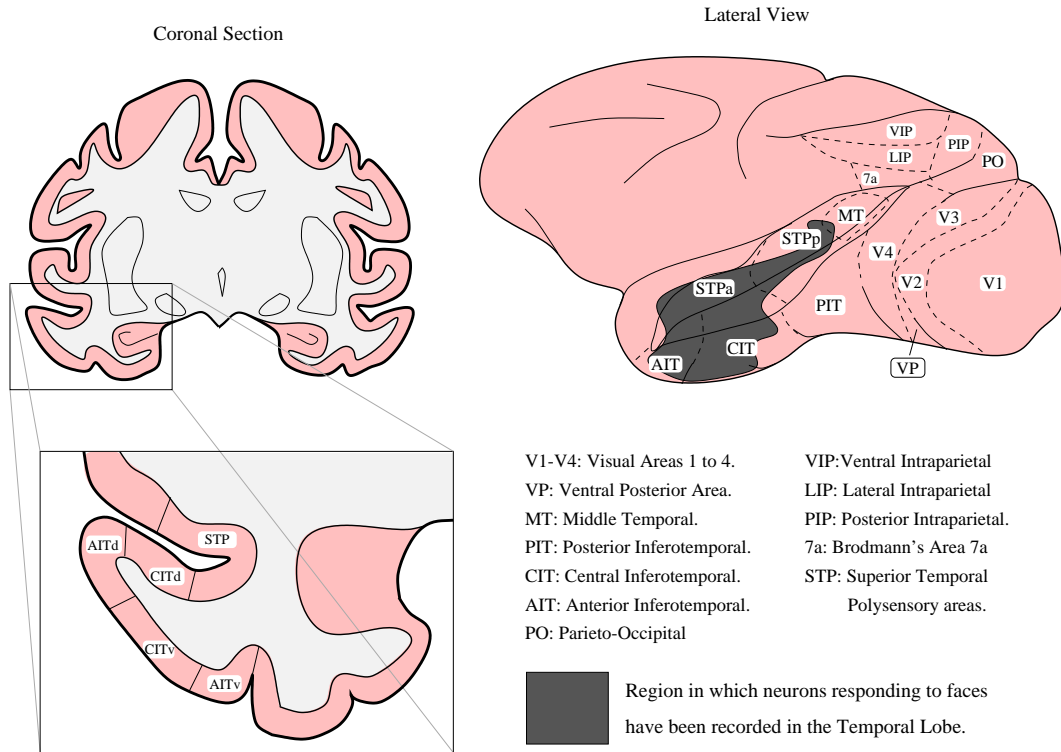 Lateral View
Coronal Section
VIP
PIP
LIP
PO
7a
MT
V3
STPp
V4
V2
V1
STPa
PIT
CIT
AIT
VP
STP
AITd
CITd
CITv
AITv
V1-V4: Visual Areas 1 to 4.
VP: Ventral Posterior Area.
MT: Middle Temporal.
PIT: Posterior Inferotemporal.
CIT: Central Inferotemporal.
AIT: Anterior Inferotemporal.
PO: Parieto-Occipital
VIP:Ventral Intraparietal
LIP: Lateral Intraparietal
PIP: Posterior Intraparietal.
7a: Brodmann's Area 7a
STP: Superior Temporal
Polysensory areas.
Region in which neurons responding to faces
have been recorded in the Temporal Lobe.